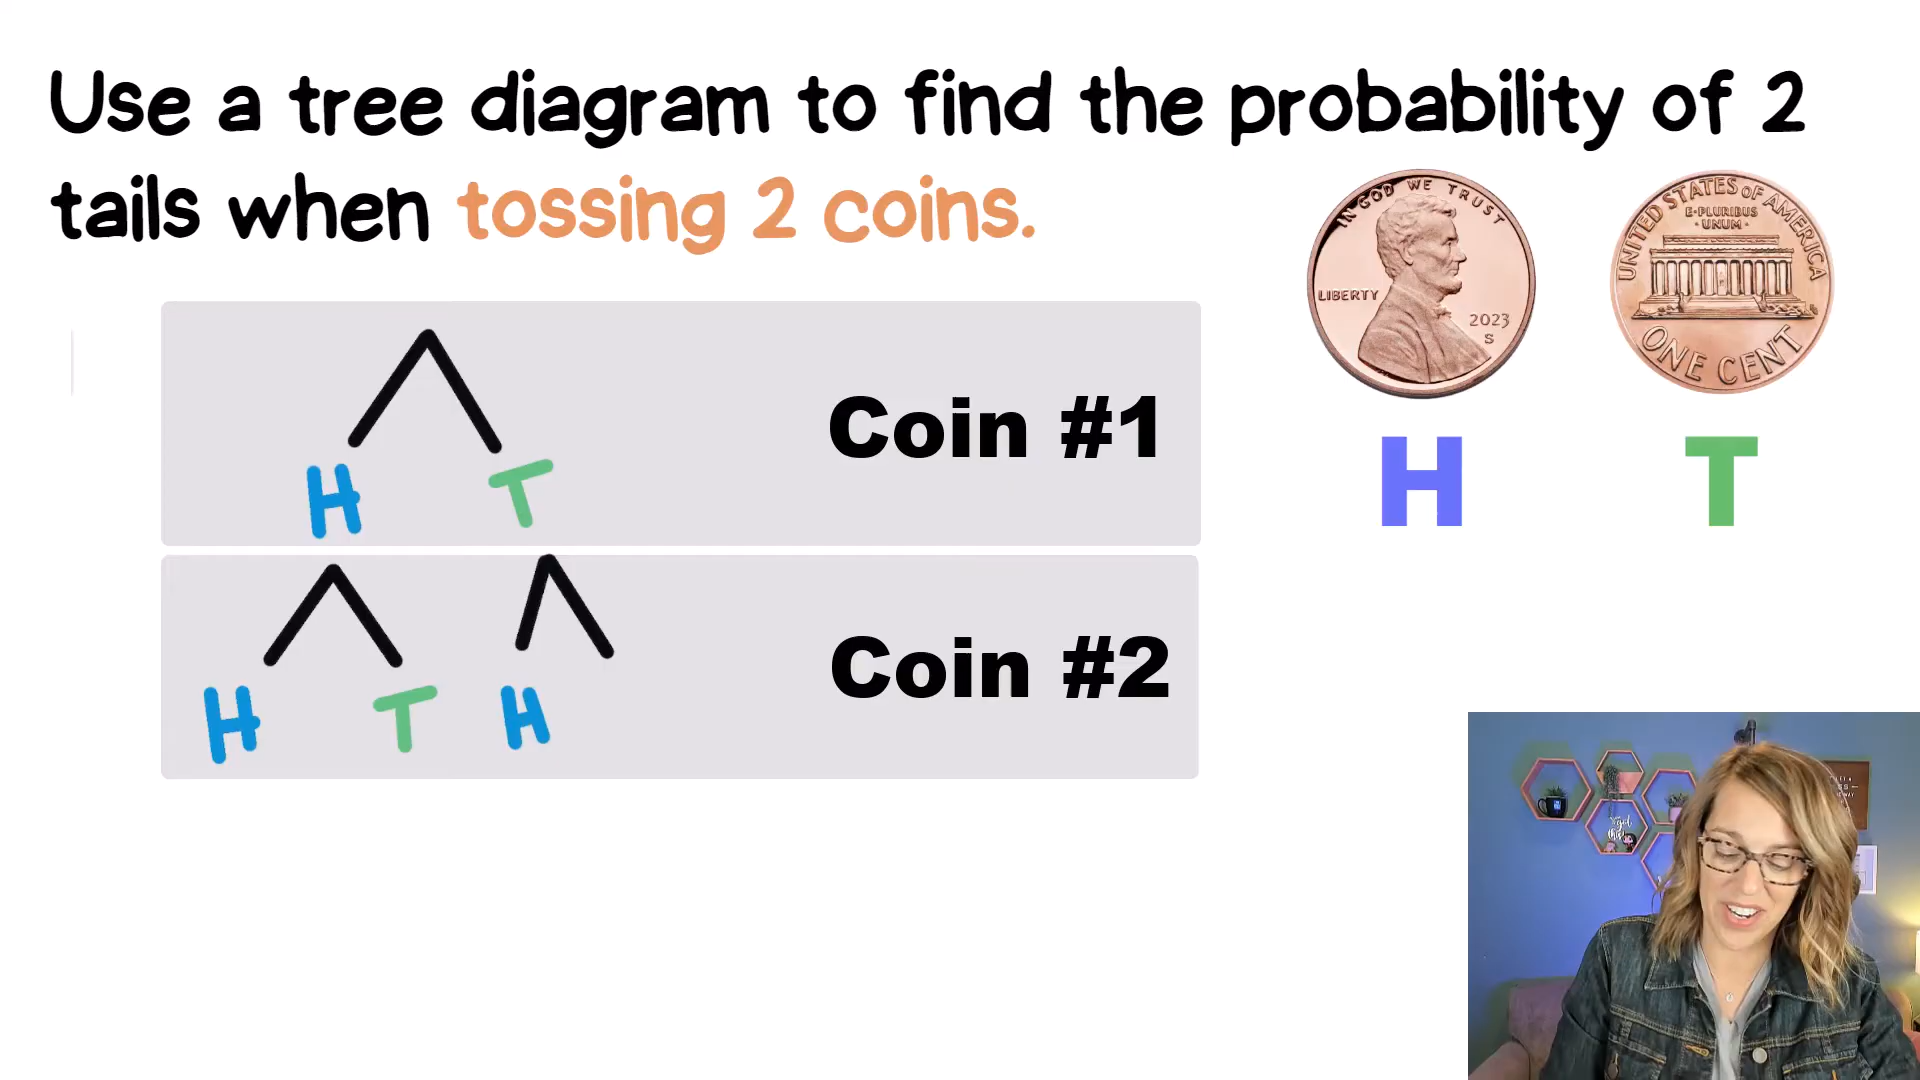 Use a tree diagram to find the probability of 2
tails when tossing 2 coins.
IN GOD WE TRUST
LIBERTY
2023
S
UNITED STATES OF AMERICA
E·PLURIBUS
·UNUM·
ONE CENT
H T
Coin #1
H T
H T
Coin #2
H T H